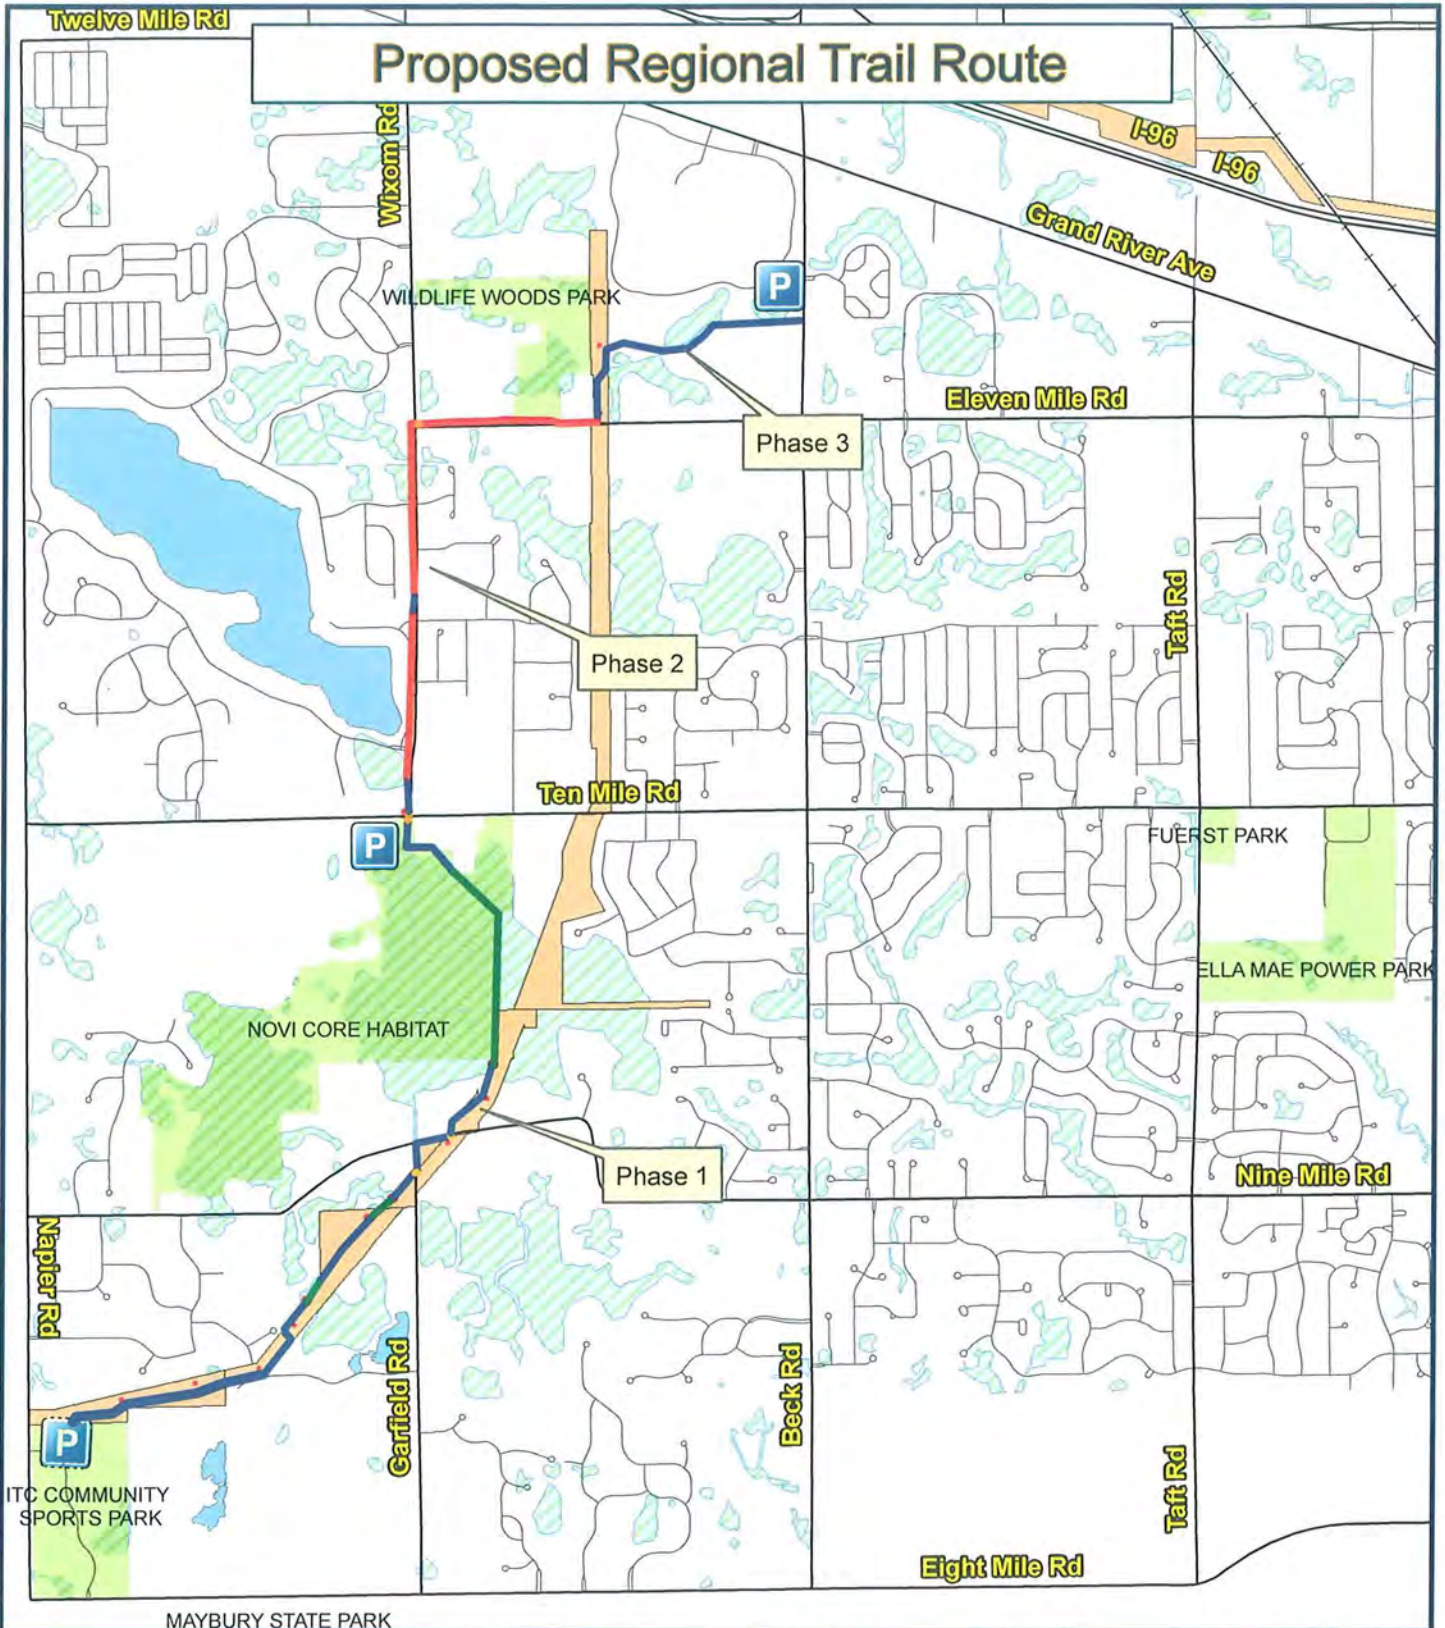 Twelve Mile Rd
Proposed Regional Trail Route
Wixom Rd
I-96
I-96
Grand River Ave
P
WILDLIFE WOODS PARK
Eleven Mile Rd
Phase 3
Taft Rd
Phase 2
Ten Mile Rd
P
FUERST PARK
ELLA MAE POWER PARK
NOVI CORE HABITAT
Phase 1
Nine Mile Rd
Napier Rd
Garfield Rd
Beck Rd
P
Taft Rd
ITC COMMUNITY
SPORTS PARK
Eight Mile Rd
MAYBURY STATE PARK